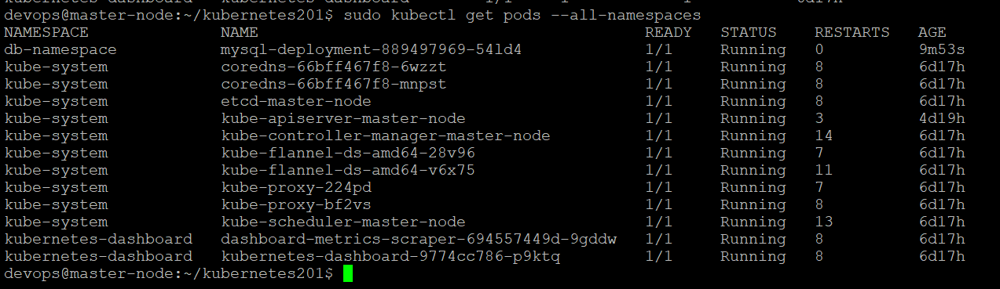 devops@master-node:~/kubernetes201$ sudo kubectl get pods --all-namespaces
NAMESPACE NAME READY STATUS RESTARTS AGE
db-namespace mysql-deployment-889497969-54ld4 1/1 Running 0 9m53s
kube-system coredns-66bff467f8-6wzzt 1/1 Running 8 6d17h
kube-system coredns-66bff467f8-mnpst 1/1 Running 8 6d17h
kube-system etcd-master-node 1/1 Running 8 6d17h
kube-system kube-apiserver-master-node 1/1 Running 3 4d19h
kube-system kube-controller-manager-master-node 1/1 Running 14 6d17h
kube-system kube-flannel-ds-amd64-28v96 1/1 Running 7 6d17h
kube-system kube-flannel-ds-amd64-v6x75 1/1 Running 11 6d17h
kube-system kube-proxy-224pd 1/1 Running 7 6d17h
kube-system kube-proxy-bf2vs 1/1 Running 8 6d17h
kube-system kube-scheduler-master-node 1/1 Running 13 6d17h
kubernetes-dashboard dashboard-metrics-scraper-694557449d-9gddw 1/1 Running 8 6d17h
kubernetes-dashboard kubernetes-dashboard-9774cc786-p9ktq 1/1 Running 8 6d17h
devops@master-node:~/kubernetes201$